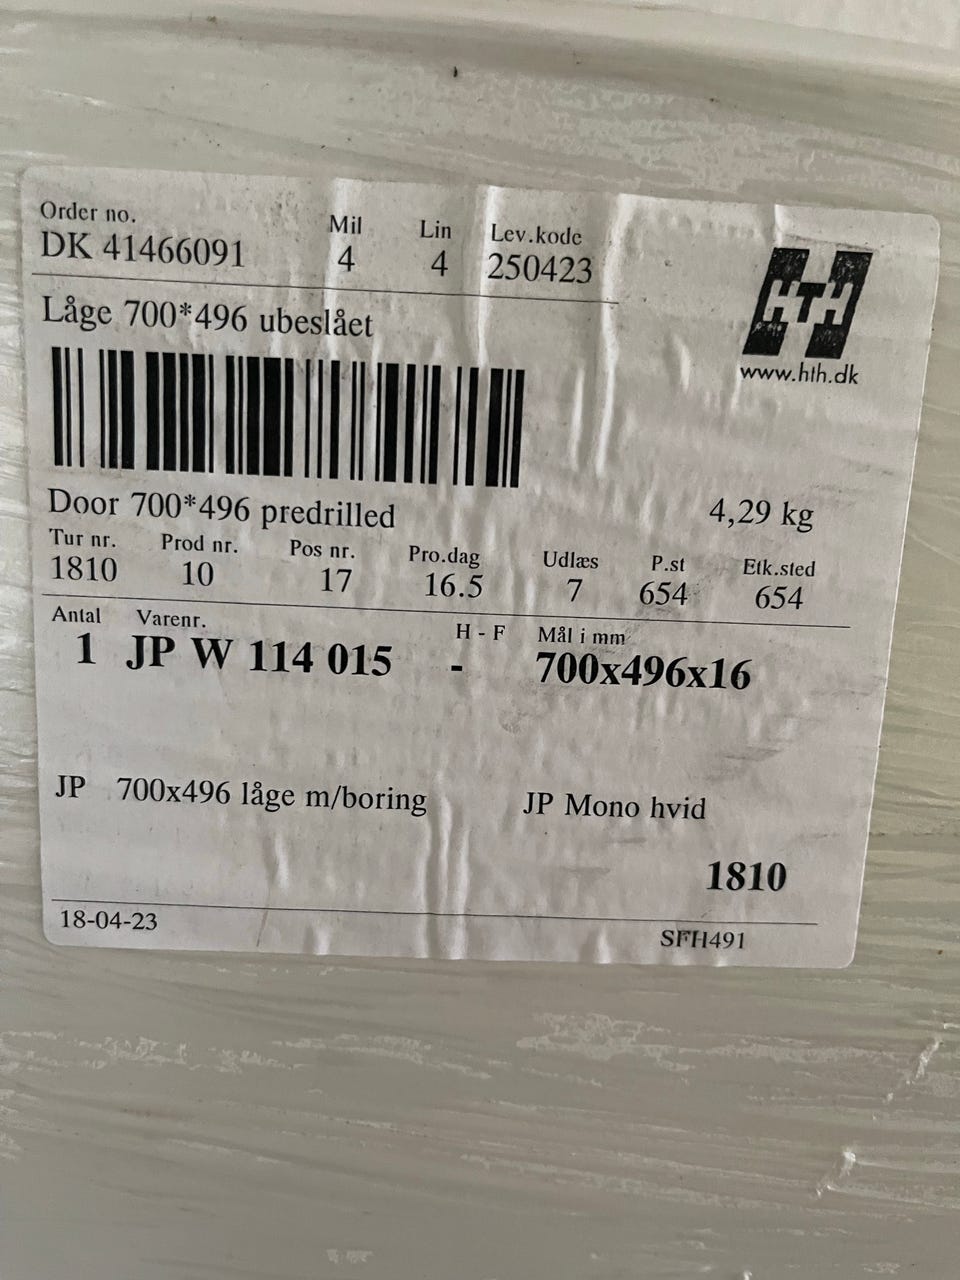 Order no. Mil Lin Lev.kode
DK 41466091 4 4 250423
HTH
www.hth.dk
Låge 700*496 ubeslået
Door 700*496 predrilled 4,29 kg
Tur nr. Prod nr. Pos nr. Pro.dag Udlæs P.st Etk.sted
1810 10 17 16.5 7 654 654
Antal Varenr. H - F Mål i mm
1 JP W 114 015 - 700x496x16
JP 700x496 låge m/boring JP Mono hvid
1810
18-04-23 SFH491